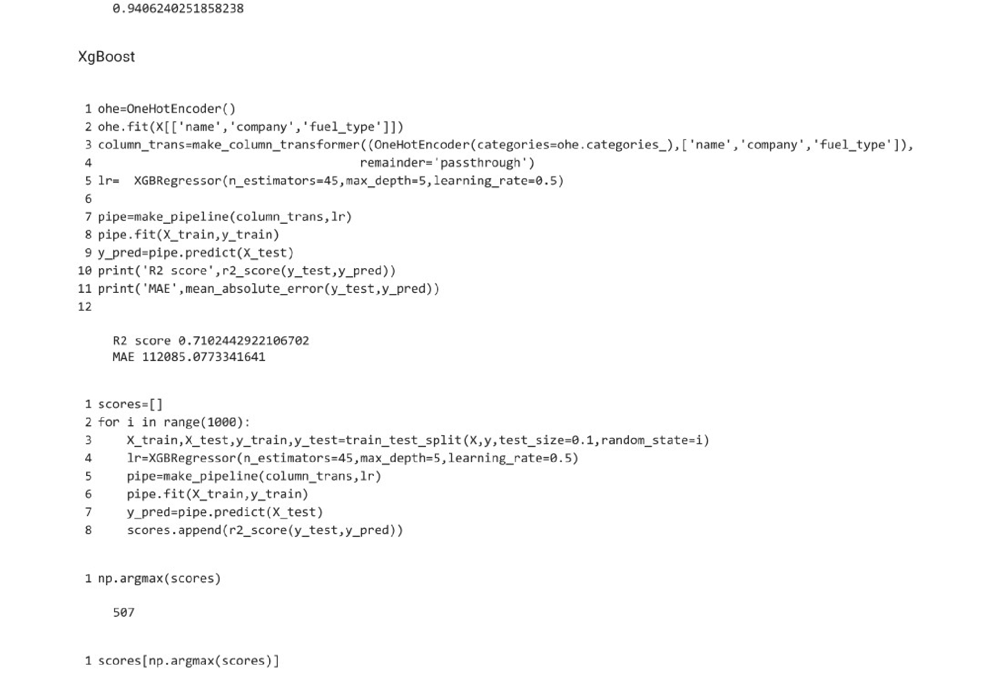 0.9406240251858238
XgBoost
1 ohe=OneHotEncoder()
2 ohe.fit(X[['name','company','fuel_type']])
3 column_trans=make_column_transformer((OneHotEncoder(categories=ohe.categories_),['name','company','fuel_type']),
4                                     remainder='passthrough')
5 lr=  XGBRegressor(n_estimators=45,max_depth=5,learning_rate=0.5)
6
7 pipe=make_pipeline(column_trans,lr)
8 pipe.fit(X_train,y_train)
9 y_pred=pipe.predict(X_test)
10 print('R2 score',r2_score(y_test,y_pred))
11 print('MAE',mean_absolute_error(y_test,y_pred))
12
R2 score 0.7102442922106702
MAE 112085.0773341641
1 scores=[]
2 for i in range(1000):
3     X_train,X_test,y_train,y_test=train_test_split(X,y,test_size=0.1,random_state=i)
4     lr=XGBRegressor(n_estimators=45,max_depth=5,learning_rate=0.5)
5     pipe=make_pipeline(column_trans,lr)
6     pipe.fit(X_train,y_train)
7     y_pred=pipe.predict(X_test)
8     scores.append(r2_score(y_test,y_pred))
1 np.argmax(scores)
507
1 scores[np.argmax(scores)]